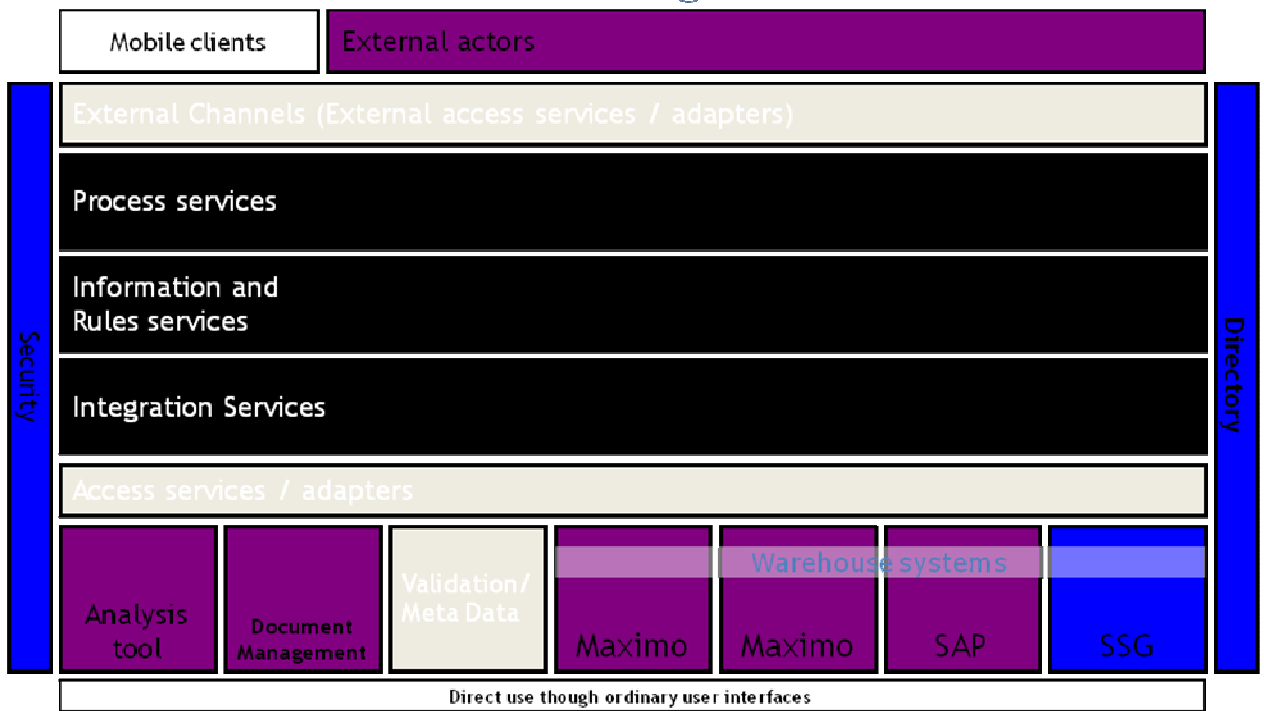 Mobile clients
External actors
External Channels (External access services / adapters)
Process services
Information and
Rules services
Integration Services
Security
Directory
Access services / adapters
Warehouse systems
Analysis
tool
Document
Management
Validation/
Meta Data
Maximo
Maximo
SAP
SSG
Direct use though ordinary user interfaces